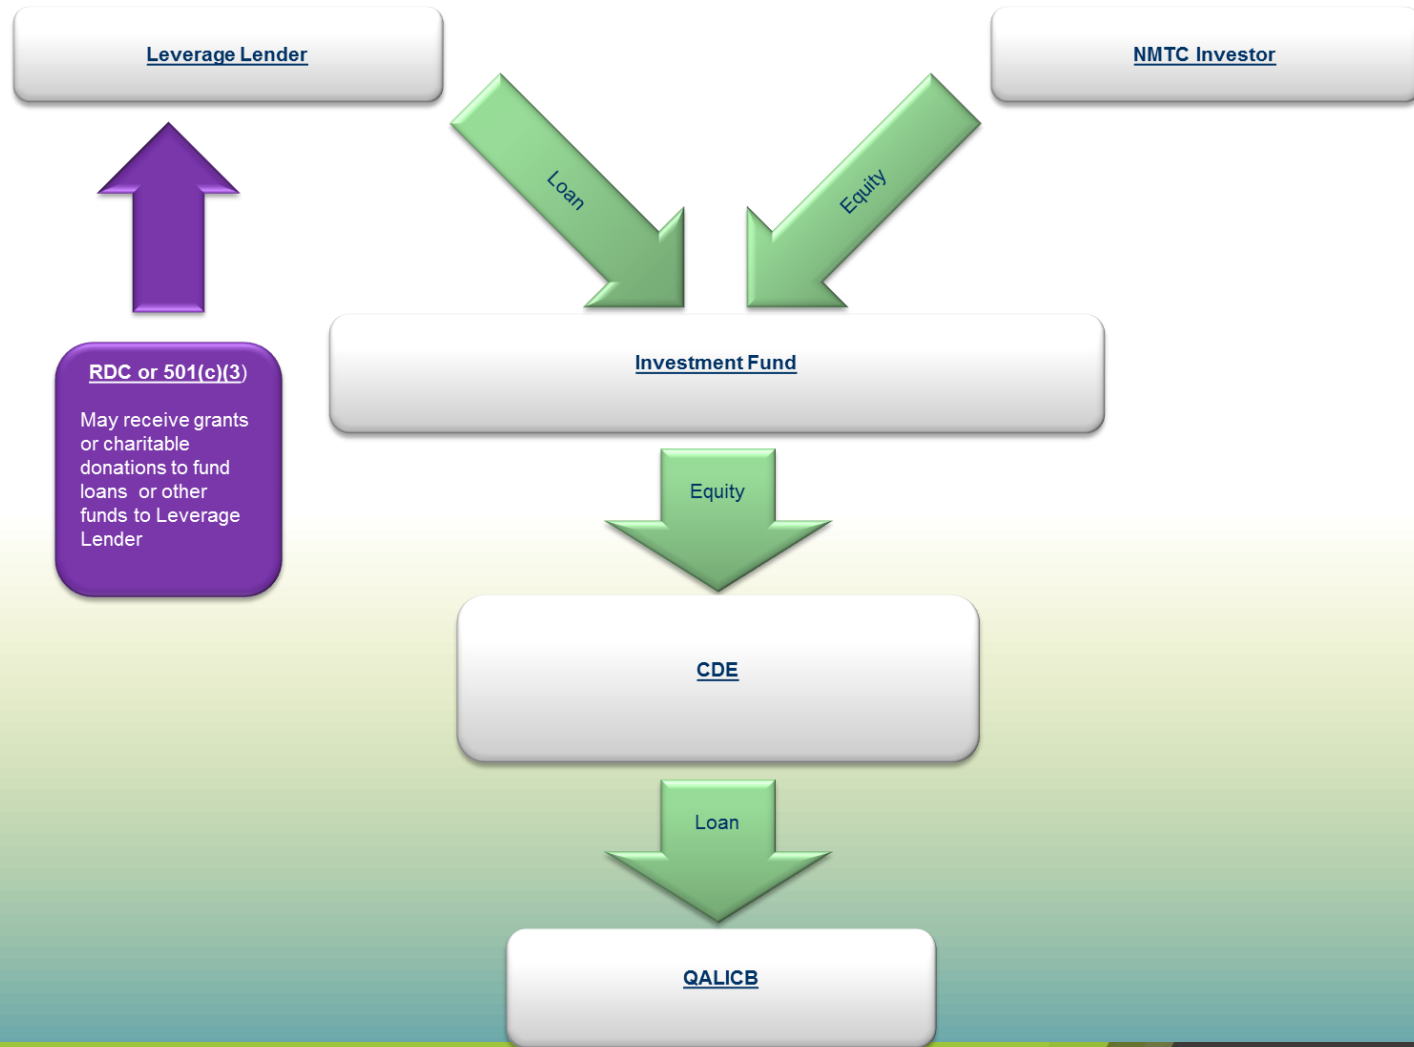 Leverage Lender
NMTC Investor
Loan
Equity
RDC or 501(c)(3)
May receive grants
or charitable
donations to fund
loans or other
funds to Leverage
Lender
Investment Fund
Equity
CDE
Loan
QALICB